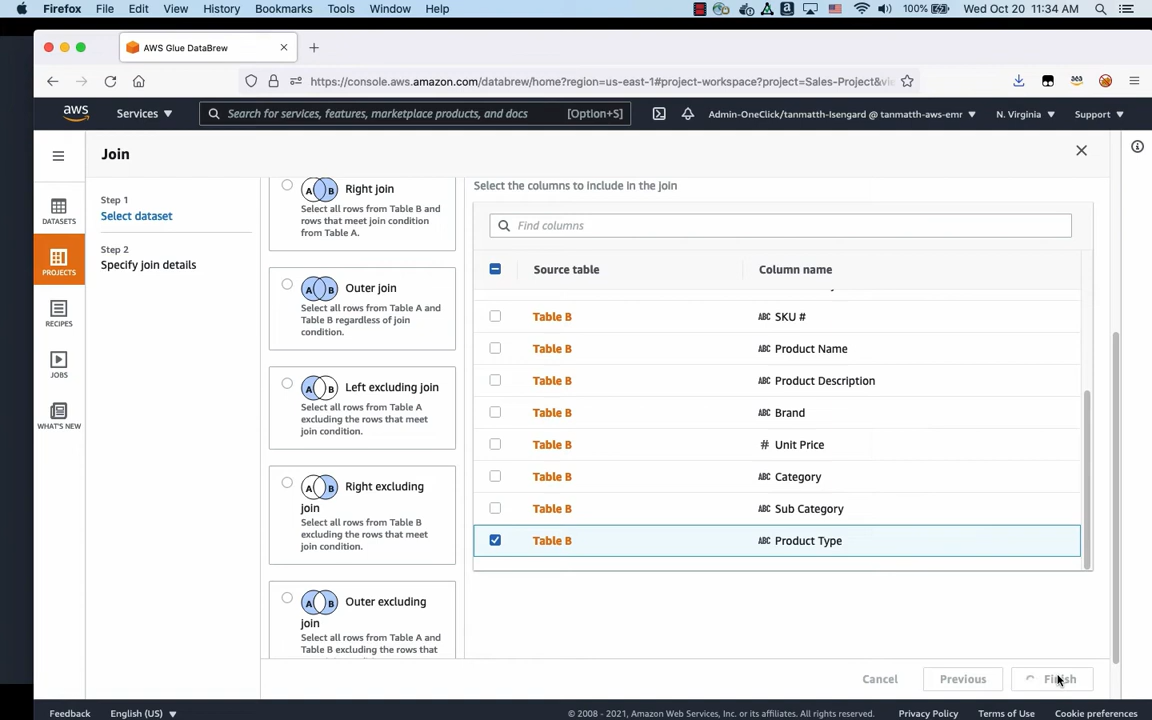 Firefox File Edit View History Bookmarks Tools Window Help 100% Wed Oct 20 11:34 AM
AWS Glue DataBrew
https://console.aws.amazon.com/databrew/home?region=us-east-1#project-workspace?project=Sales-Project&vi
aws Services Search for services, features, marketplace products, and docs [Option+S] Admin-OneClick/tanmatth-Isengard @ tanmatth-aws-emr N. Virginia Support
Join
DATASETS
PROJECTS
RECIPES
JOBS
WHAT'S NEW
Step 1
Select dataset
Step 2
Specify join details
A B Right join
Select all rows from Table B and
rows that meet join condition
from Table A.
A B Outer join
Select all rows from Table A and
Table B regardless of join
condition.
A B Left excluding join
Select all rows from Table A
excluding the rows that meet
join condition.
A B Right excluding
join
Select all rows from Table B
excluding the rows that meet
join condition.
A B Outer excluding
join
Select all rows from Table A and
Table B excluding the rows that
Select the columns to include in the join
Find columns
Source table Column name
Table B ABC SKU #
Table B ABC Product Name
Table B ABC Product Description
Table B ABC Brand
Table B # Unit Price
Table B ABC Category
Table B ABC Sub Category
Table B ABC Product Type
Cancel Previous Finish
Feedback English (US) © 2008 - 2021, Amazon Web Services, Inc. or its affiliates. All rights reserved. Privacy Policy Terms of Use Cookie preferences